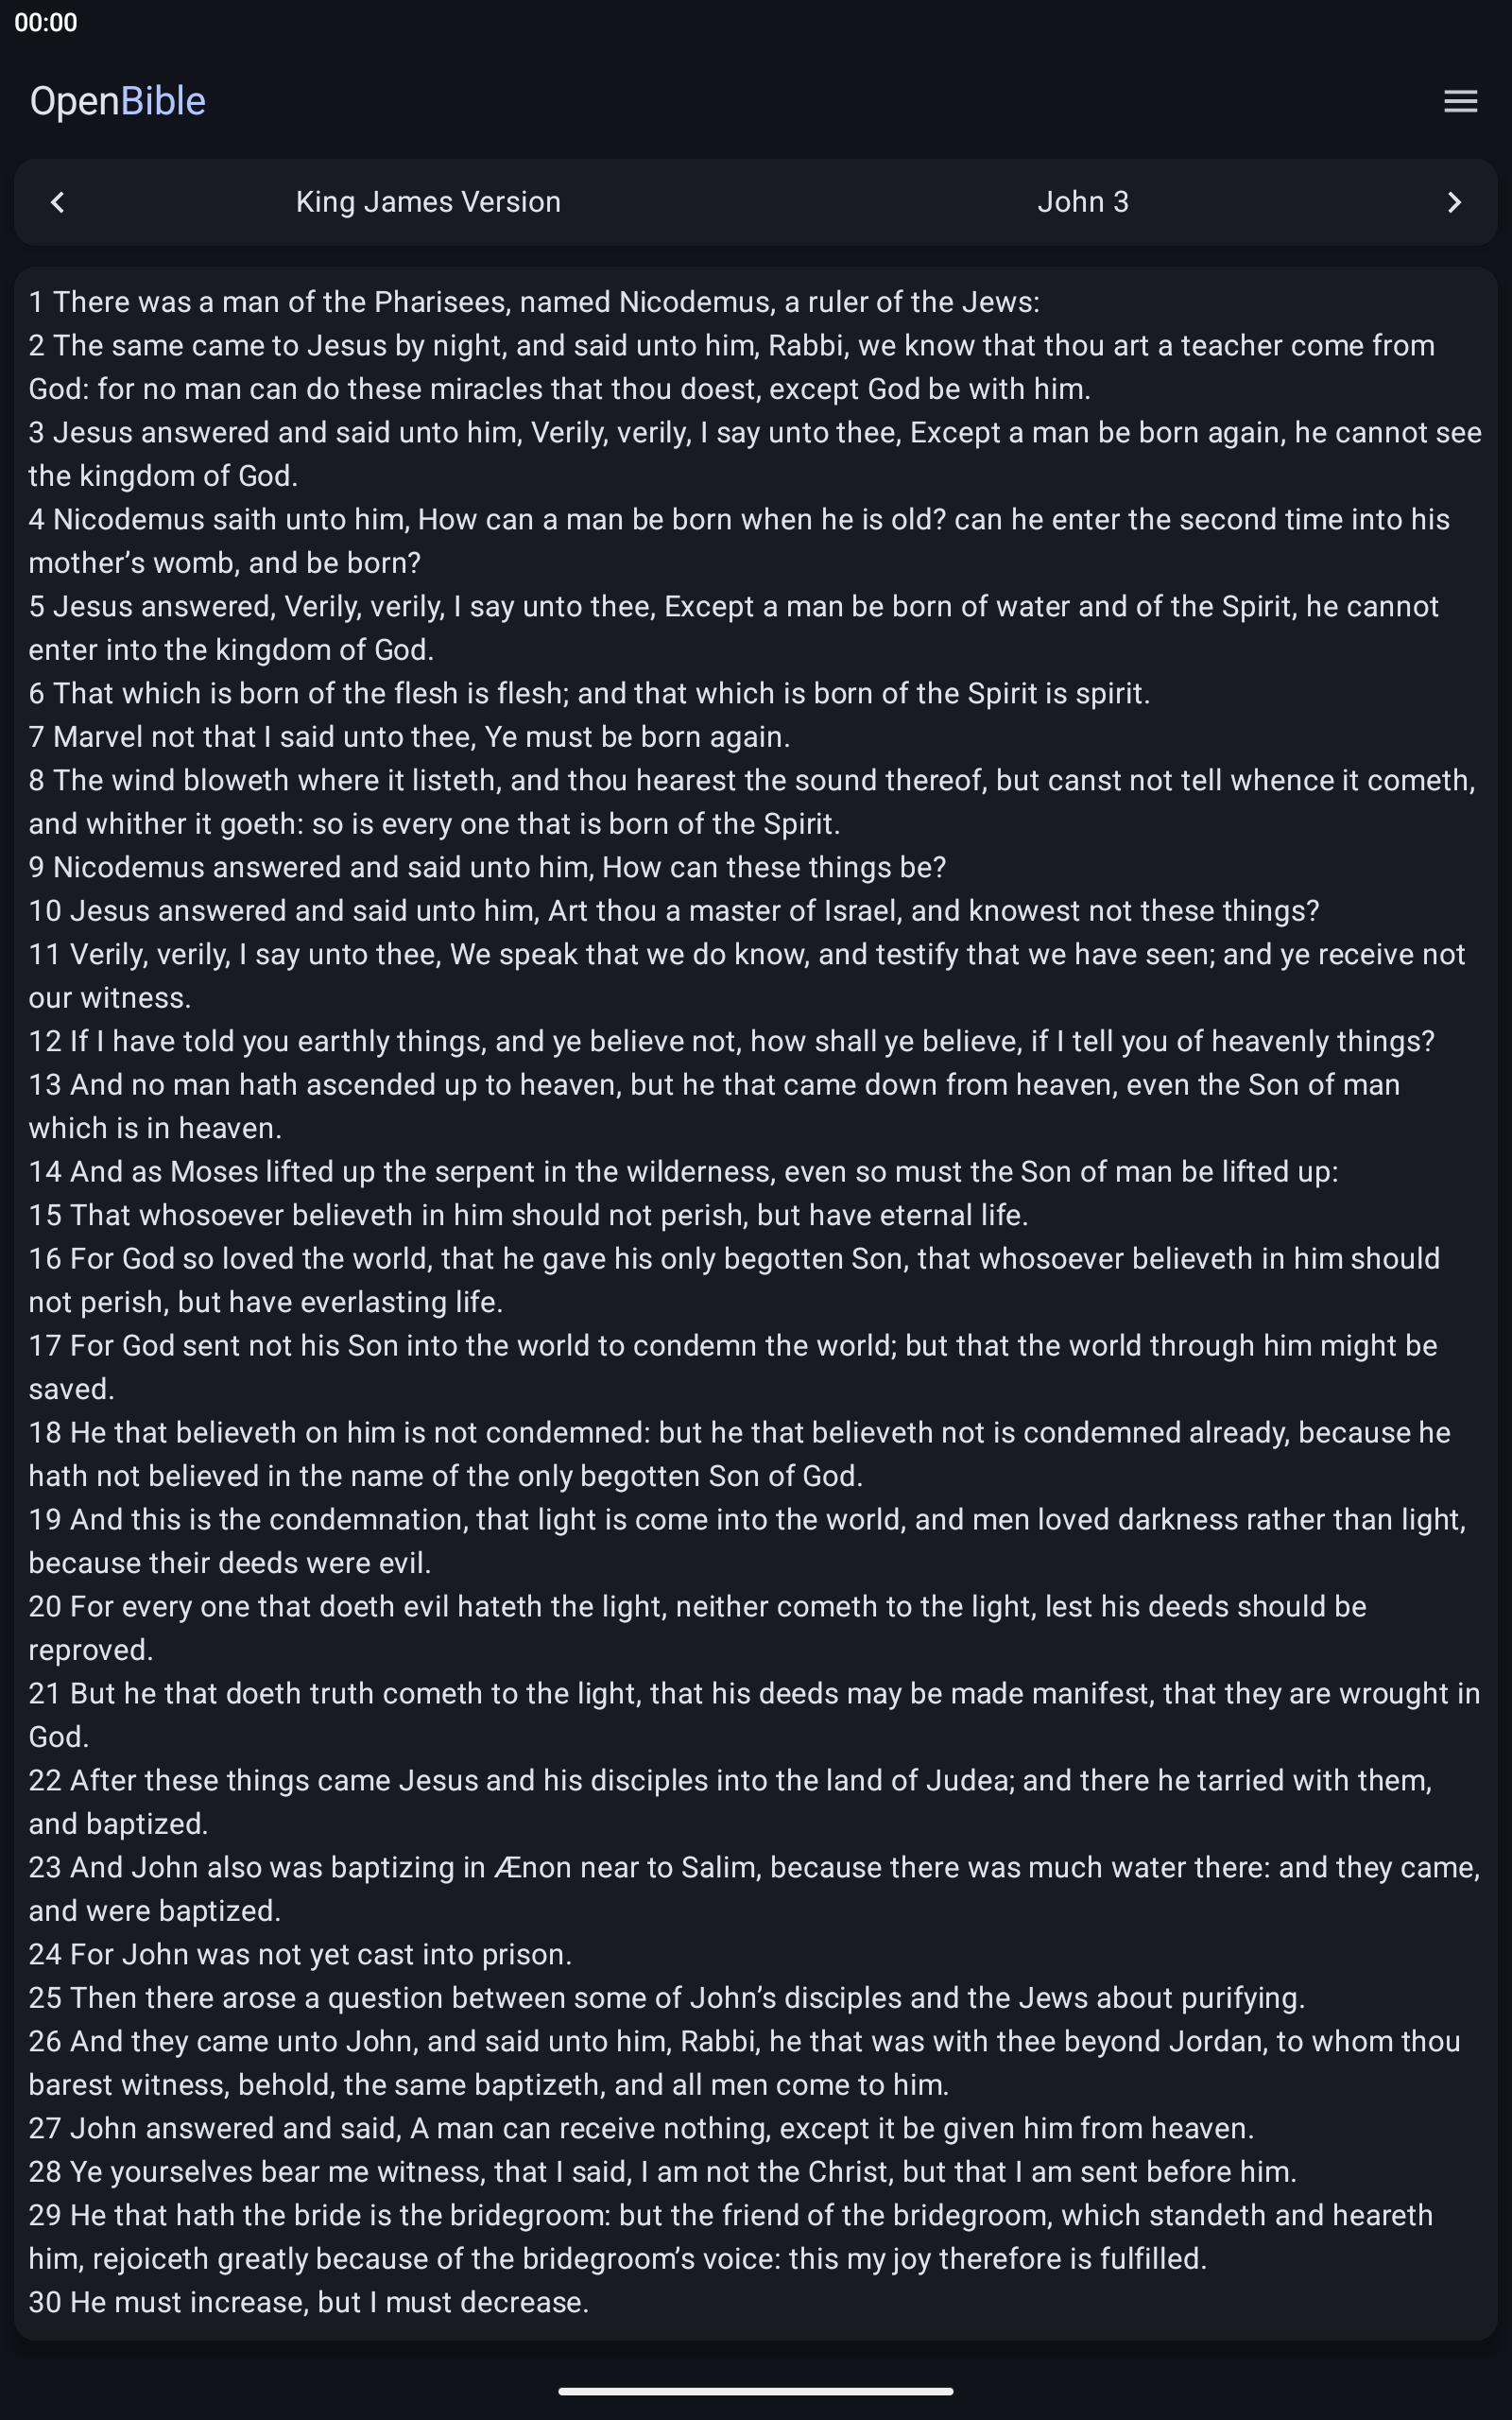 00:00
OpenBible
King James Version
John 3
1 There was a man of the Pharisees, named Nicodemus, a ruler of the Jews:
2 The same came to Jesus by night, and said unto him, Rabbi, we know that thou art a teacher come from
God: for no man can do these miracles that thou doest, except God be with him.
3 Jesus answered and said unto him, Verily, verily, I say unto thee, Except a man be born again, he cannot see
the kingdom of God.
4 Nicodemus saith unto him, How can a man be born when he is old? can he enter the second time into his
mother’s womb, and be born?
5 Jesus answered, Verily, verily, I say unto thee, Except a man be born of water and of the Spirit, he cannot
enter into the kingdom of God.
6 That which is born of the flesh is flesh; and that which is born of the Spirit is spirit.
7 Marvel not that I said unto thee, Ye must be born again.
8 The wind bloweth where it listeth, and thou hearest the sound thereof, but canst not tell whence it cometh,
and whither it goeth: so is every one that is born of the Spirit.
9 Nicodemus answered and said unto him, How can these things be?
10 Jesus answered and said unto him, Art thou a master of Israel, and knowest not these things?
11 Verily, verily, I say unto thee, We speak that we do know, and testify that we have seen; and ye receive not
our witness.
12 If I have told you earthly things, and ye believe not, how shall ye believe, if I tell you of heavenly things?
13 And no man hath ascended up to heaven, but he that came down from heaven, even the Son of man
which is in heaven.
14 And as Moses lifted up the serpent in the wilderness, even so must the Son of man be lifted up:
15 That whosoever believeth in him should not perish, but have eternal life.
16 For God so loved the world, that he gave his only begotten Son, that whosoever believeth in him should
not perish, but have everlasting life.
17 For God sent not his Son into the world to condemn the world; but that the world through him might be
saved.
18 He that believeth on him is not condemned: but he that believeth not is condemned already, because he
hath not believed in the name of the only begotten Son of God.
19 And this is the condemnation, that light is come into the world, and men loved darkness rather than light,
because their deeds were evil.
20 For every one that doeth evil hateth the light, neither cometh to the light, lest his deeds should be
reproved.
21 But he that doeth truth cometh to the light, that his deeds may be made manifest, that they are wrought in
God.
22 After these things came Jesus and his disciples into the land of Judea; and there he tarried with them,
and baptized.
23 And John also was baptizing in Ænon near to Salim, because there was much water there: and they came,
and were baptized.
24 For John was not yet cast into prison.
25 Then there arose a question between some of John’s disciples and the Jews about purifying.
26 And they came unto John, and said unto him, Rabbi, he that was with thee beyond Jordan, to whom thou
barest witness, behold, the same baptizeth, and all men come to him.
27 John answered and said, A man can receive nothing, except it be given him from heaven.
28 Ye yourselves bear me witness, that I said, I am not the Christ, but that I am sent before him.
29 He that hath the bride is the bridegroom: but the friend of the bridegroom, which standeth and heareth
him, rejoiceth greatly because of the bridegroom’s voice: this my joy therefore is fulfilled.
30 He must increase, but I must decrease.